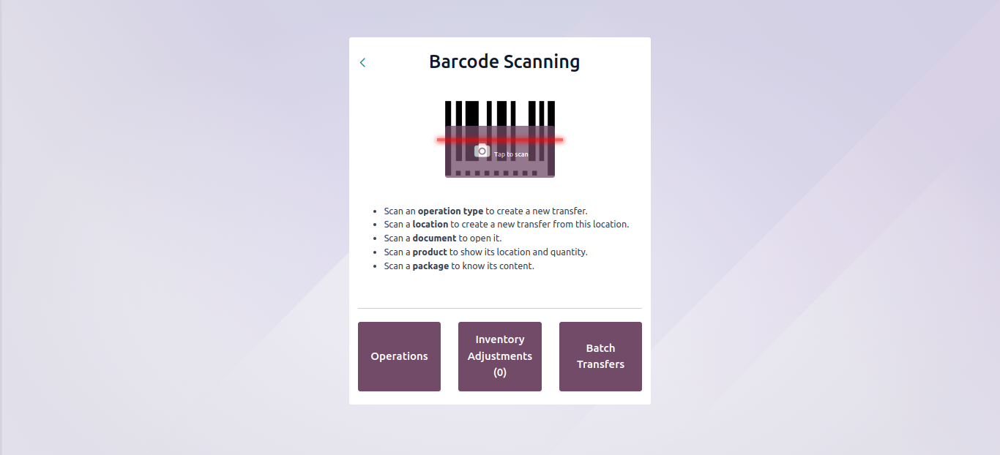 Barcode Scanning
Tap to scan
Scan an operation type to create a new transfer.
Scan a location to create a new transfer from this location.
Scan a document to open it.
Scan a product to show its location and quantity.
Scan a package to know its content.
Operations
Inventory
Adjustments
(0)
Batch
Transfers